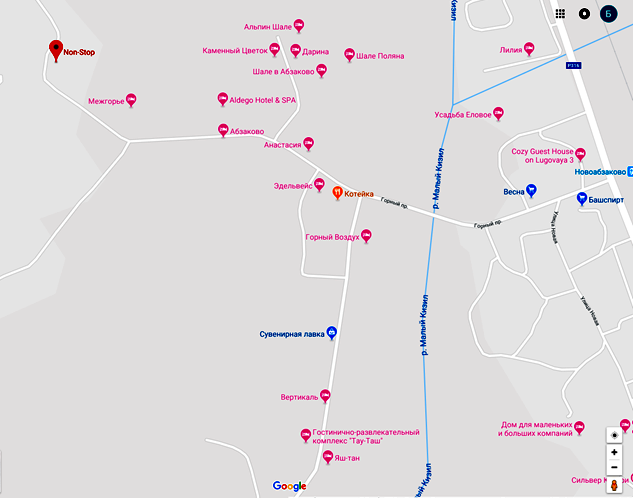 Кизил
Б
Альпин Шале
Non-Stop
Каменный Цветок
Дарина
Шале Поляна
Лилия
Шале в Абзаково
Межгорье
Aldego Hotel & SPA
Усадьба Еловое
Абзаково
Анастасия
Cozy Guest House
on Lugovaya 3
Новоабзаково
Эдельвейс
Котейка
р. Малый Кизил
Весна
Башспирт
Горный пр.
Горный пр.
Улица Новая
Горный Воздух
Улица Новая
р. Малый Кизил
Сувенирная лавка
Вертикаль
Гостинично-развлекательный
комплекс "Тау-Таш"
Дом для маленьких
и больших компаний
Яш-тан
Google